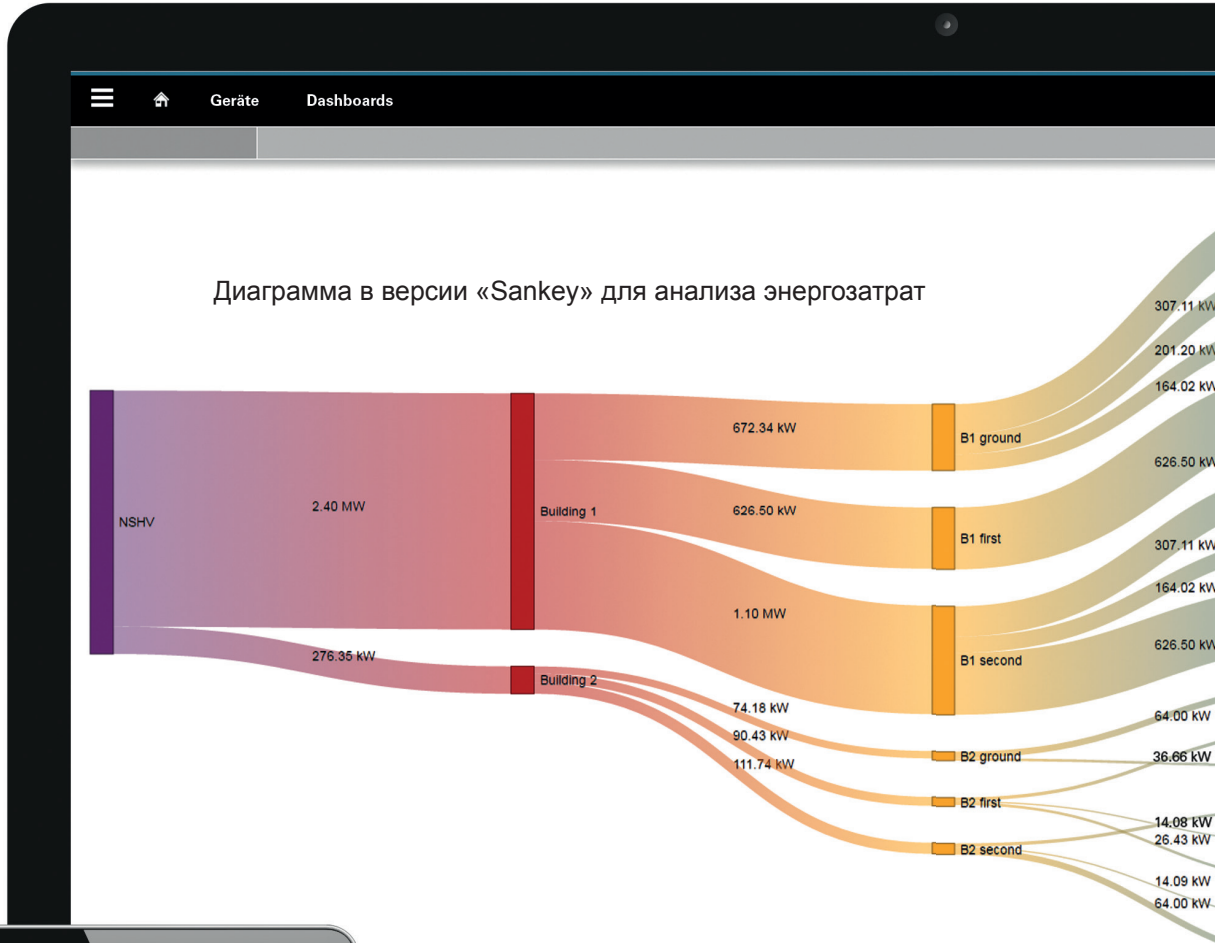 Geräte Dashboards
Диаграмма в версии «Sankey» для анализа энергозатрат
307.11 kW
201.20 kW
164.02 kW
672.34 kW
B1 ground
626.50 kW
2.40 MW
Building 1
626.50 kW
NSHV
B1 first
307.11 kW
164.02 kW
1.10 MW
626.50 kW
276.35 kW
B1 second
Building 2
74.18 kW
64.00 kW
90.43 kW
B2 ground
36.66 kW
111.74 kW
B2 first
14.08 kW
26.43 kW
B2 second
14.09 kW
64.00 kW